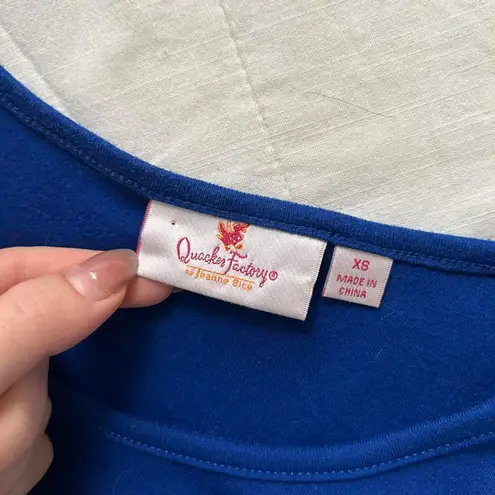 Quacker Factory®
by Jeanne Bice
XS
MADE IN
CHINA